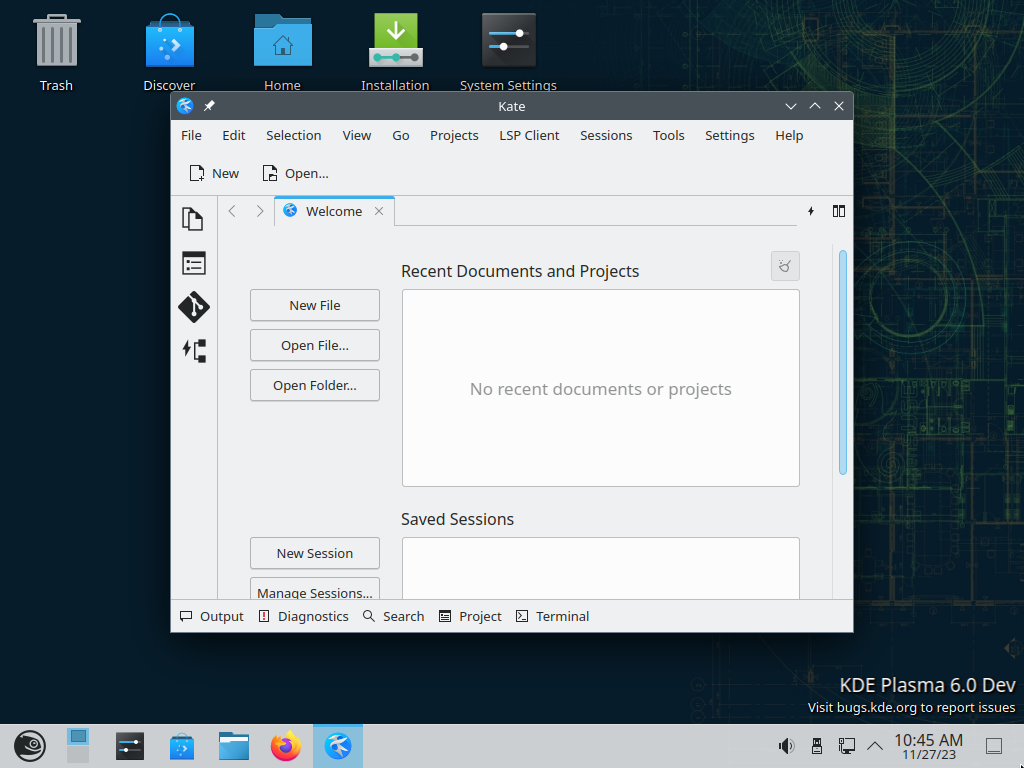 Trash
Discover
Home
Installation
System Settings
Kate
File Edit Selection View Go Projects LSP Client Sessions Tools Settings Help
New Open...
Welcome
Recent Documents and Projects
New File
Open File...
Open Folder...
No recent documents or projects
Saved Sessions
New Session
Manage Sessions...
Output Diagnostics Search Project Terminal
KDE Plasma 6.0 Dev
Visit bugs.kde.org to report issues
10:45 AM
11/27/23